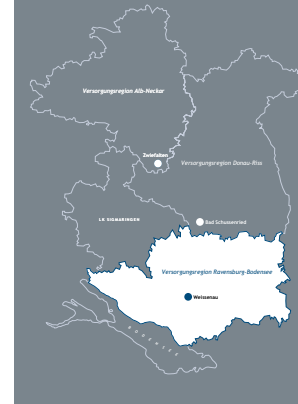 Versorgungsregion Alb-Neckar
Zwiefalten
Versorgungsregion Donau-Riss
LK SIGMARINGEN
Bad Schussenried
Versorgungsregion Ravensburg-Bodensee
Weissenau
BODENSEE